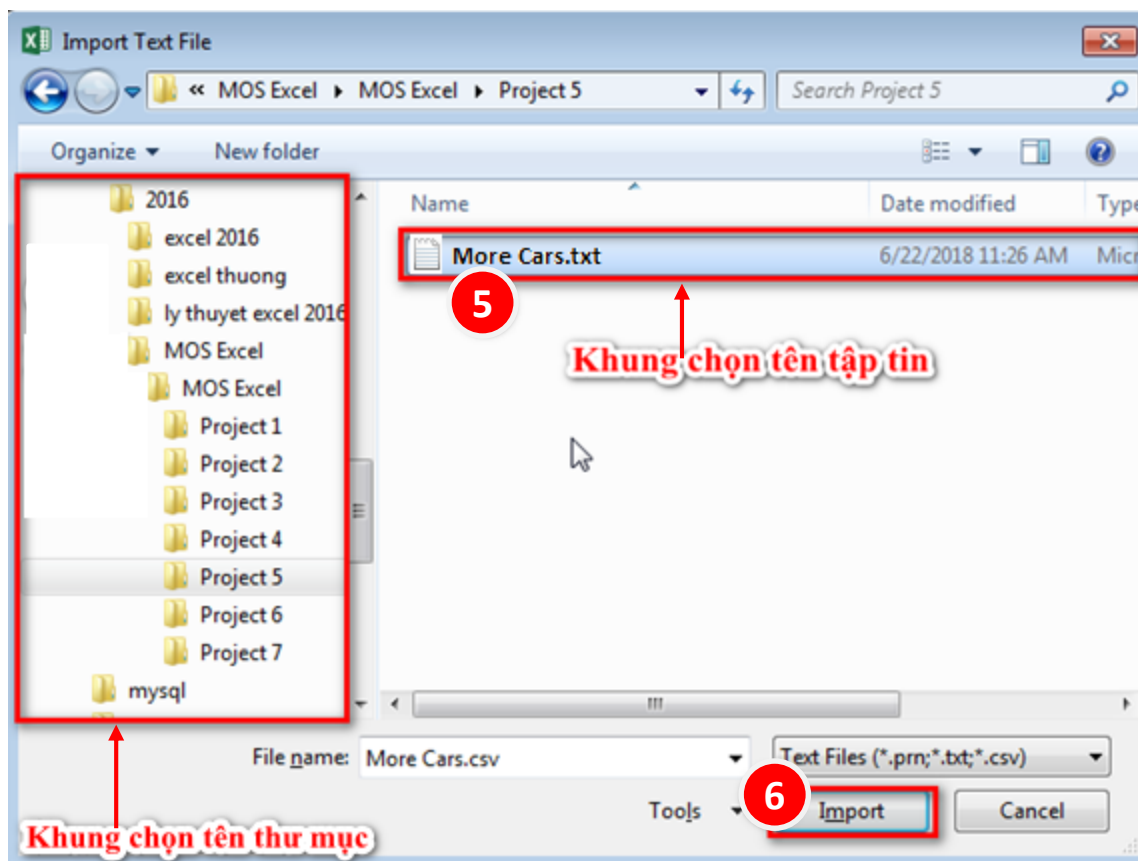 Import Text File
« MOS Excel MOS Excel Project 5 Search Project 5
Organize New folder
Name Date modified Type
2016
excel 2016
excel thuong
ly thuyet excel 2016
MOS Excel
MOS Excel
Project 1
Project 2
Project 3
Project 4
Project 5
Project 6
Project 7
mysql
More Cars.txt 6/22/2018 11:26 AM Micr
5
Khung chọn tên tập tin
File name: More Cars.csv Text Files (*.prn;*.txt;*.csv)
Tools 6 Import Cancel
Khung chọn tên thư mục